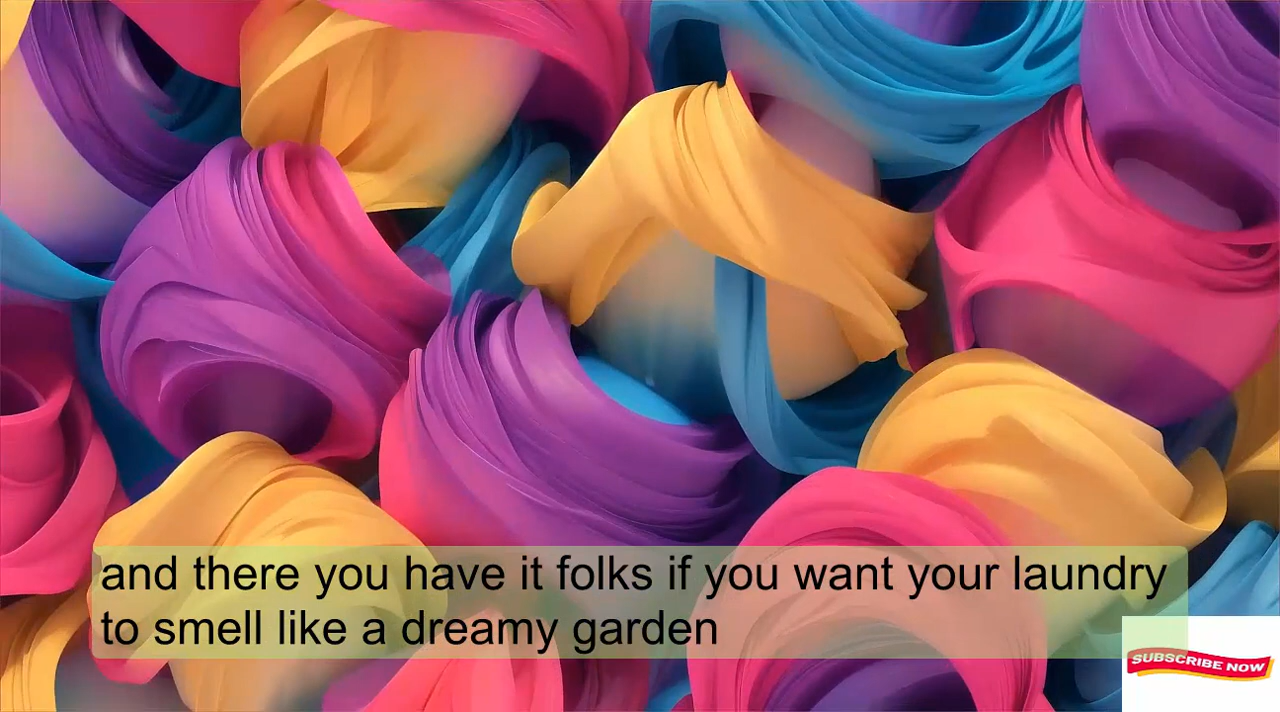 and there you have it folks if you want your laundry
to smell like a dreamy garden
SUBSCRIBE NOW